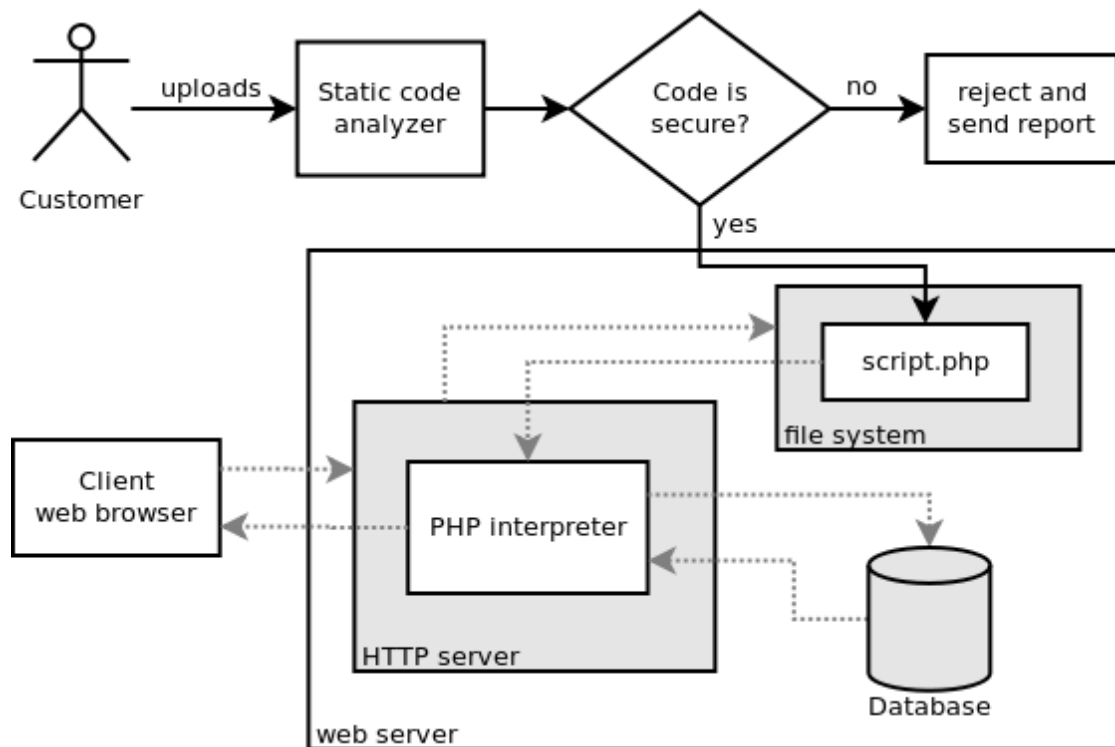 uploads
Static code
analyzer
Code is
secure?
no
reject and
send report
Customer
yes
script.php
file system
Client
web browser
PHP interpreter
HTTP server
Database
web server